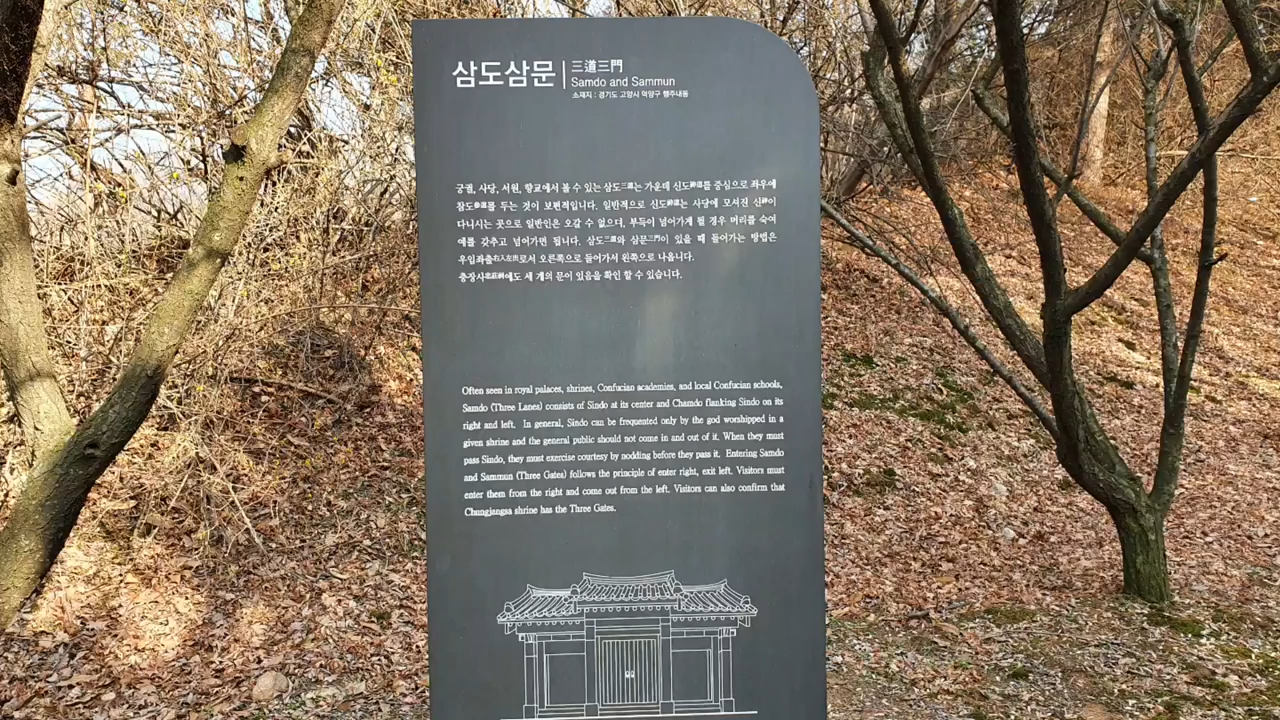 삼도삼문
三道三門
Samdo and Sammun
소재지 : 경기도 고양시 덕양구 행주내동
궁궐, 사당, 서원, 향교에서 볼 수 있는 삼도三道는 가운데 신도神道를 중심으로 좌우에
참도參道를 두는 것이 보편적입니다. 일반적으로 신도神道는 사당에 모셔진 신神이
다니시는 곳으로 일반인은 오갈 수 없으며, 부득이 넘어가게 될 경우 머리를 숙여
예를 갖추고 넘어가면 됩니다. 삼도三道와 삼문三門이 있을 때 들어가는 방법은
우입좌출右入左出로서 오른쪽으로 들어가서 왼쪽으로 나옵니다.
충장사忠莊祠에도 세 개의 문이 있음을 확인 할 수 있습니다.
Often seen in royal palaces, shrines, Confucian academies, and local Confucian schools,
Samdo (Three Lanes) consists of Sindo at its center and Chamdo flanking Sindo on its
right and left. In general, Sindo can be frequented only by the god worshipped in a
given shrine and the general public should not come in and out of it. When they must
pass Sindo, they must exercise courtesy by nodding before they pass it. Entering Samdo
and Sammun (Three Gates) follows the principle of enter right, exit left. Visitors must
enter them from the right and come out from the left. Visitors can also confirm that
Chungjangsa shrine has the Three Gates.